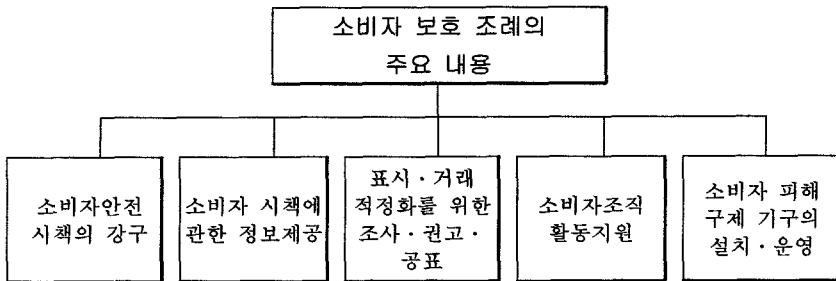 소비자 보호 조례의
주요 내용
소비자안전
시책의 강구
소비자 시책에
관한 정보제공
표시·거래
적정화를 위한
조사·권고·
공표
소비자조직
활동지원
소비자 피해
구제 기구의
설치·운영